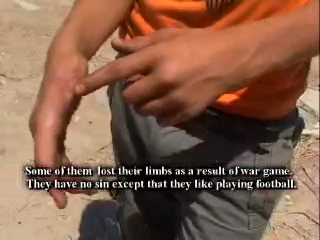 Some of them lost their limbs as a result of war game.
They have no sin except that they like playing football.